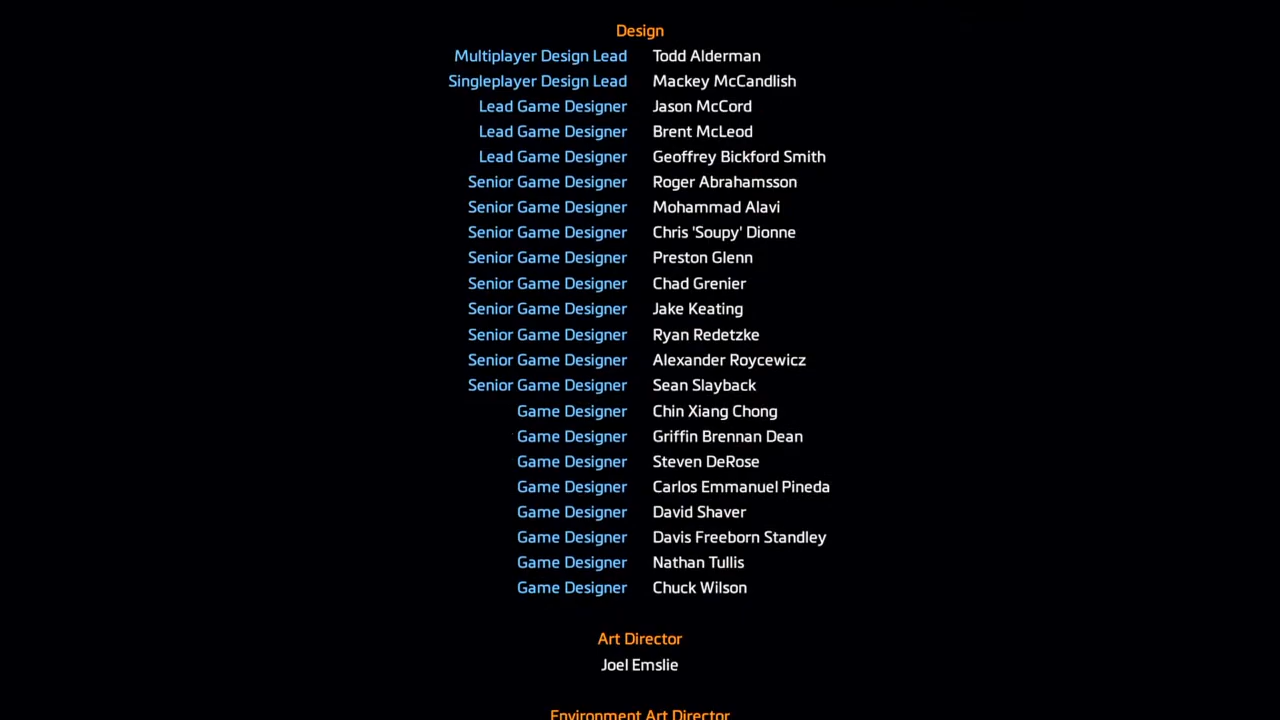 Design
Multiplayer Design Lead Todd Alderman
Singleplayer Design Lead Mackey McCandlish
Lead Game Designer Jason McCord
Lead Game Designer Brent McLeod
Lead Game Designer Geoffrey Bickford Smith
Senior Game Designer Roger Abrahamsson
Senior Game Designer Mohammad Alavi
Senior Game Designer Chris 'Soupy' Dionne
Senior Game Designer Preston Glenn
Senior Game Designer Chad Grenier
Senior Game Designer Jake Keating
Senior Game Designer Ryan Redetzke
Senior Game Designer Alexander Roycewicz
Senior Game Designer Sean Slayback
Game Designer Chin Xiang Chong
Game Designer Griffin Brennan Dean
Game Designer Steven DeRose
Game Designer Carlos Emmanuel Pineda
Game Designer David Shaver
Game Designer Davis Freeborn Standley
Game Designer Nathan Tullis
Game Designer Chuck Wilson
Art Director
Joel Emslie
Environment Art Director